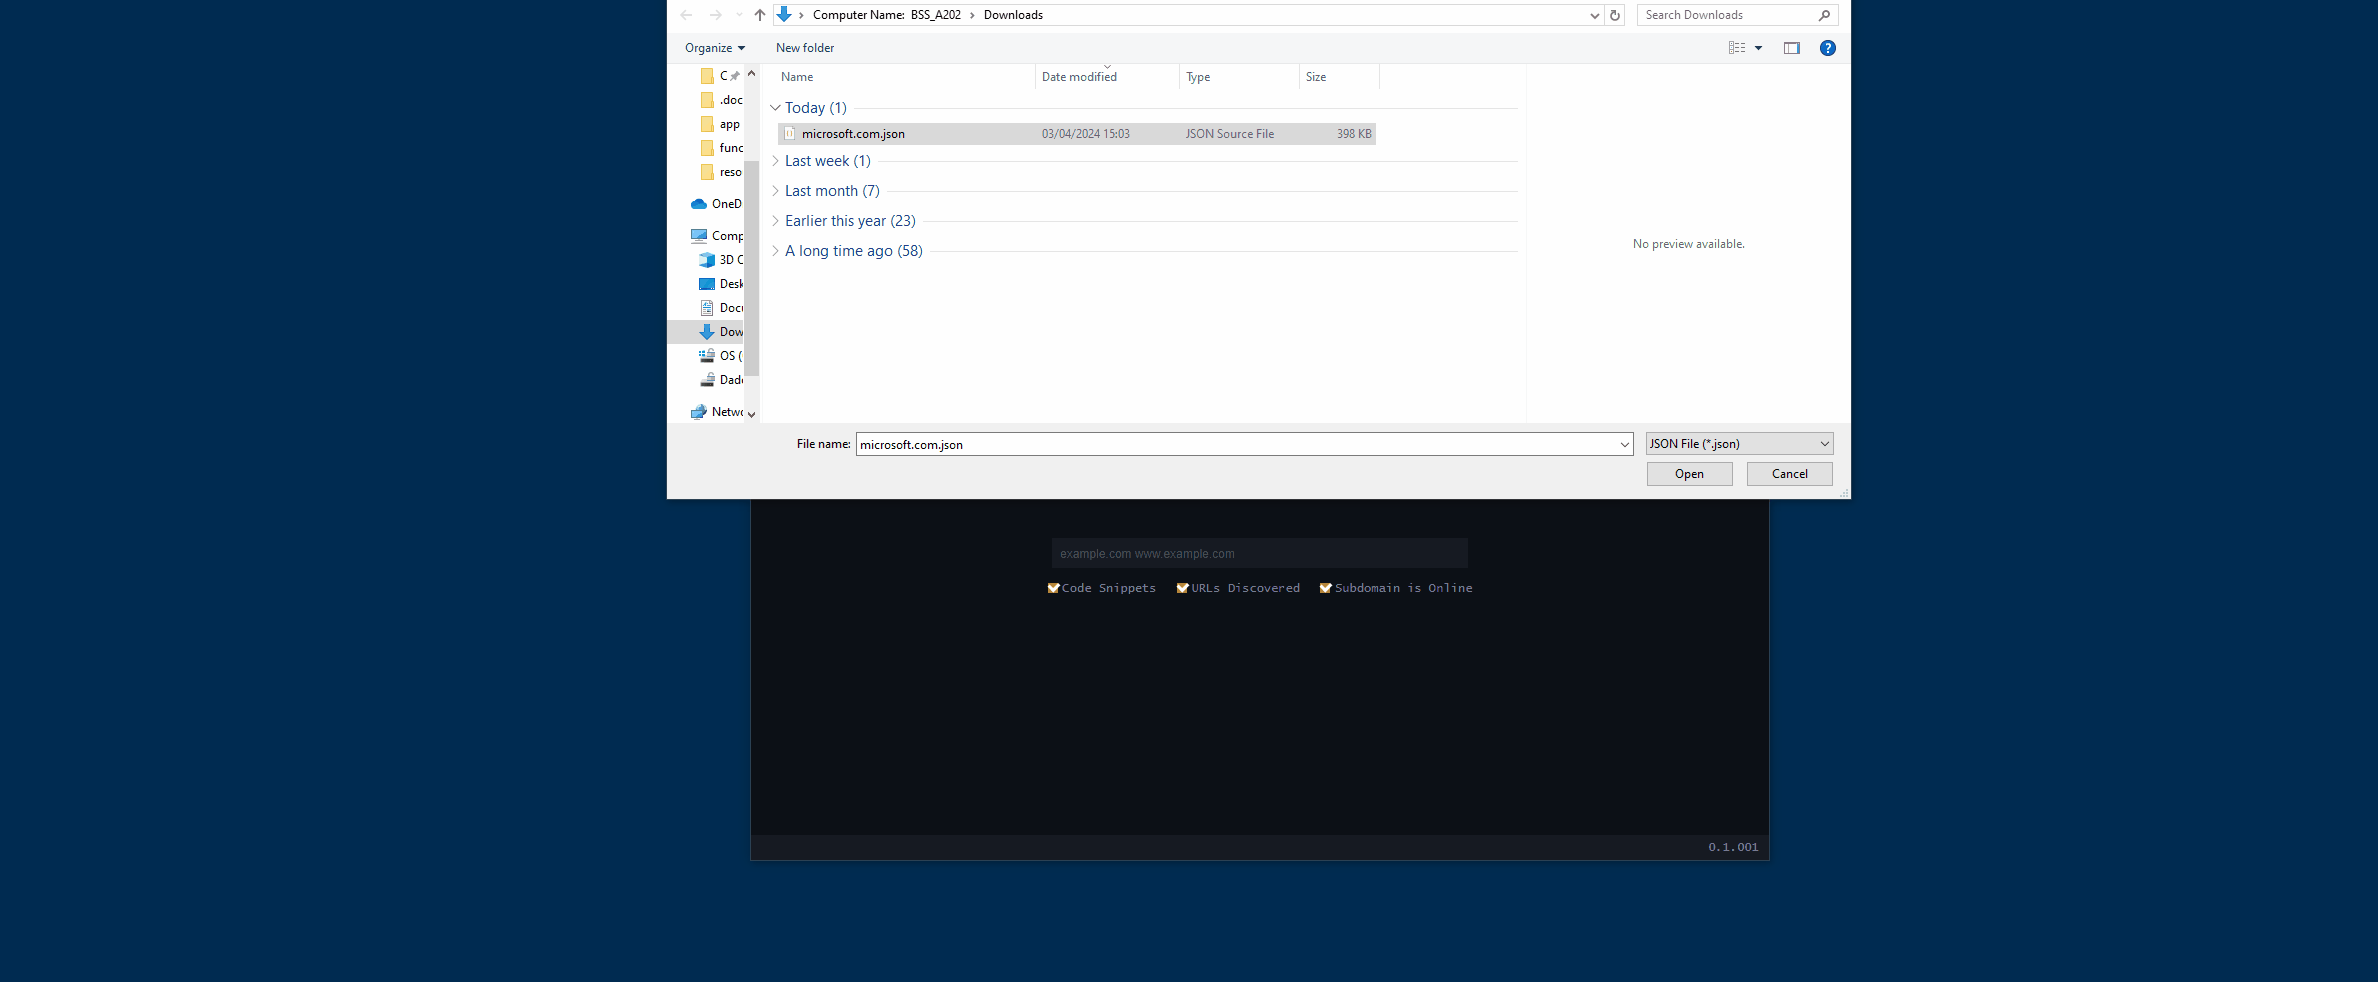 Computer Name: BSS_A202 Downloads
Search Downloads
Organize New folder
?
C
.doc
app
func
reso
OneD
Comp
3D C
Desk
Docu
Dow
OS (
Dado
Netwo
Name Date modified Type Size
Today (1)
microsoft.com.json 03/04/2024 15:03 JSON Source File 398 KB
Last week (1)
Last month (7)
Earlier this year (23)
A long time ago (58)
No preview available.
File name: microsoft.com.json JSON File (*.json)
Open Cancel
example.com www.example.com
Code Snippets URLs Discovered Subdomain is Online
0.1.001